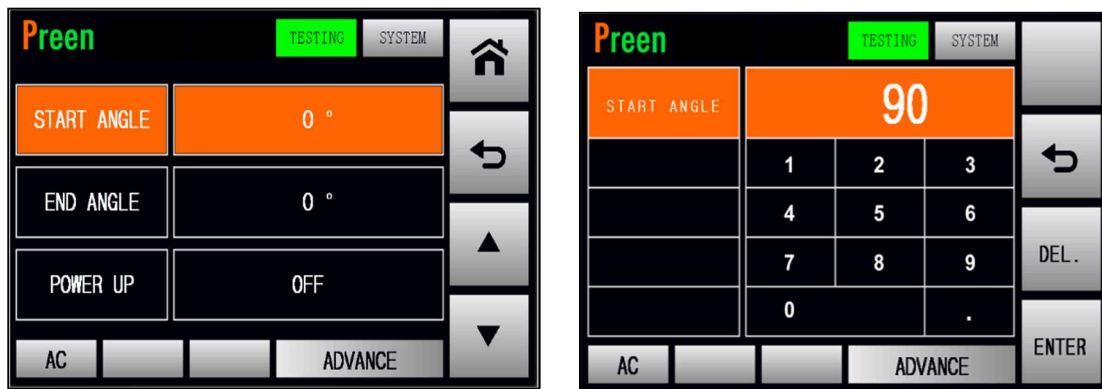 Preen TESTING SYSTEM
START ANGLE 0 °
END ANGLE 0 °
POWER UP OFF
AC ADVANCE
Preen TESTING SYSTEM
START ANGLE 90
1 2 3
4 5 6
7 8 9 DEL.
0 .
AC ADVANCE ENTER